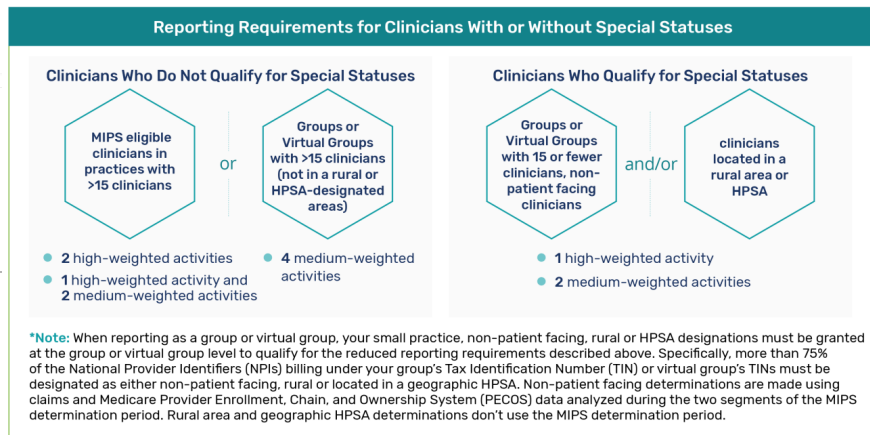 Reporting Requirements for Clinicians With or Without Special Statuses
Clinicians Who Do Not Qualify for Special Statuses
MIPS eligible
clinicians in
practices with
>15 clinicians
or
Groups or
Virtual Groups
with >15 clinicians
(not in a rural or
HPSA-designated
areas)
2 high-weighted activities
1 high-weighted activity and
2 medium-weighted activities
4 medium-weighted
activities
Clinicians Who Qualify for Special Statuses
Groups or
Virtual Groups
with 15 or fewer
clinicians, non-
patient facing
clinicians
and/or
clinicians
located in a
rural area or
HPSA
1 high-weighted activity
2 medium-weighted activities
*Note: When reporting as a group or virtual group, your small practice, non-patient facing, rural or HPSA designations must be granted
at the group or virtual group level to qualify for the reduced reporting requirements described above. Specifically, more than 75%
of the National Provider Identifiers (NPIs) billing under your group's Tax Identification Number (TIN) or virtual group's TINs must be
designated as either non-patient facing, rural or located in a geographic HPSA. Non-patient facing determinations are made using
claims and Medicare Provider Enrollment, Chain, and Ownership System (PECOS) data analyzed during the two segments of the MIPS
determination period. Rural area and geographic HPSA determinations don't use the MIPS determination period.